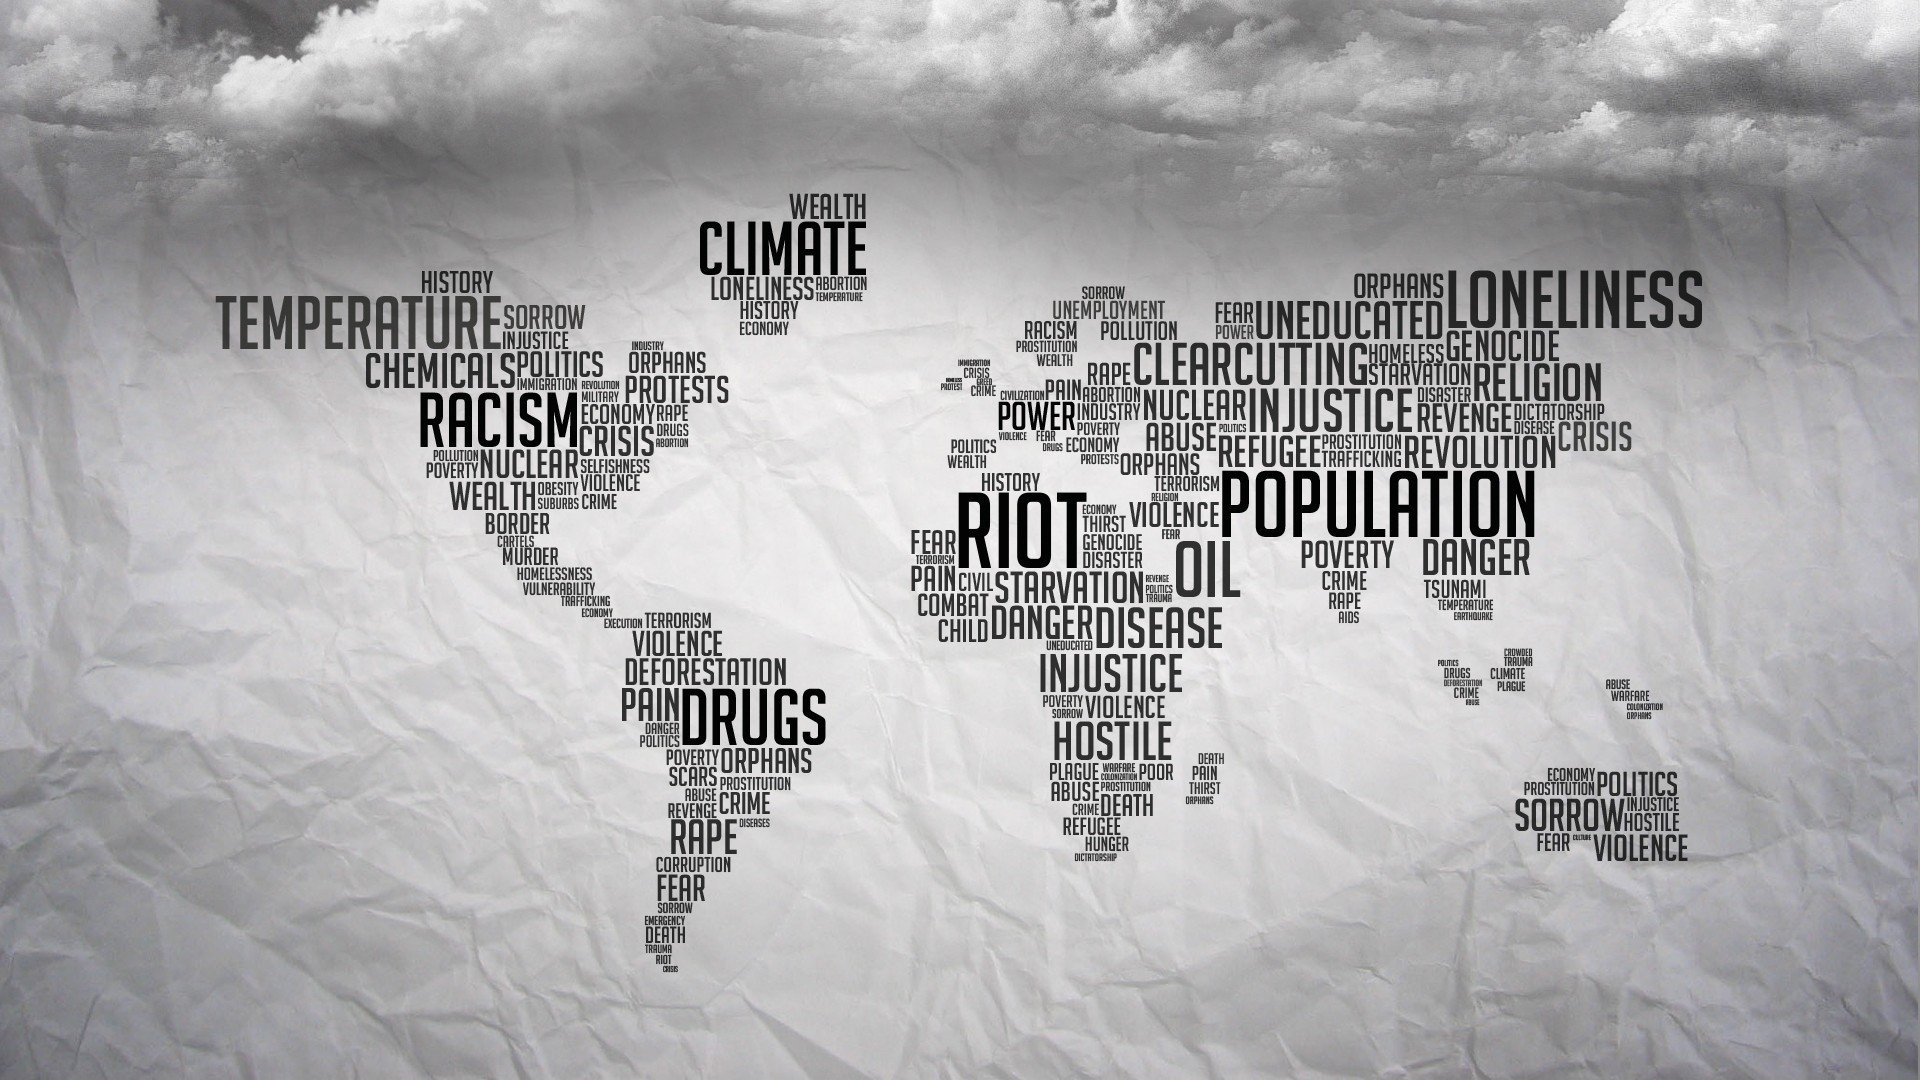 WEALTH
CLIMATE
LONELINESS ABORTION
TEMPERATURE
HISTORY
ECONOMY
HISTORY
TEMPERATURE SORROW
INJUSTICE
CHEMICALS POLITICS
IMMIGRATION
INDUSTRY
ORPHANS
REVOLUTION
MILITARY
PROTESTS
RACISM ECONOMY RAPE
CRISIS DRUGS
ABORTION
POLLUTION
POVERTY NUCLEAR SELFISHNESS
VIOLENCE
WEALTH OBESITY
SUBURBS CRIME
BORDER
CARTELS
MURDER
HOMELESSNESS
VULNERABILITY
TRAFFICKING
ECONOMY
EXECUTION TERRORISM
VIOLENCE
DEFORESTATION
PAIN DRUGS
DANGER
POLITICS
POVERTY ORPHANS
SCARS PROSTITUTION
ABUSE
REVENGE CRIME
RAPE DISEASES
CORRUPTION
FEAR
SORROW
EMERGENCY
DEATH
TRAUMA
RIOT
CRISIS
SORROW
UNEMPLOYMENT
RACISM POLLUTION
PROSTITUTION
WEALTH
IMMIGRATION
CRISIS
HOMELESS GREED
PROTEST CRIME
CIVILIZATION PAIN
RAPE
ABORTION
POWER INDUSTRY
POVERTY
VIOLENCE FEAR
DRUGS ECONOMY
PROTESTS
POLITICS
WEALTH
ORPHANS LONELINESS
FEAR UNEDUCATED
POWER
CLEARCUTTING HOMELESS GENOCIDE
STARVATION RELIGION
NUCLEAR INJUSTICE DISASTER
REVENGE DICTATORSHIP
DISEASE CRISIS
ABUSE POLITICS
REFUGEE PROSTITUTION
TRAFFICKING REVOLUTION
ORPHANS
TERRORISM
RELIGION
VIOLENCE POPULATION
FEAR
OIL
POVERTY DANGER
CRIME
RAPE
AIDS
TSUNAMI
TEMPERATURE
EARTHQUAKE
HISTORY
RIOT ECONOMY
THIRST
GENOCIDE
DISASTER
FEAR
TERRORISM
PAIN CIVIL STARVATION REVENGE
POLITICS
TRAUMA
COMBAT
CHILD DANGER DISEASE
UNEDUCATED
INJUSTICE
POVERTY
SORROW VIOLENCE
HOSTILE
PLAGUE WARFARE
COLONIZATION POOR
ABUSE PROSTITUTION
CRIME DEATH
REFUGEE
HUNGER
DICTATORSHIP
DEATH
PAIN
THIRST
ORPHANS
POLITICS
DRUGS
DEFORESTATION
CRIME
ABUSE
CROWDED
TRAUMA
CLIMATE
PLAGUE
ABUSE
WARFARE
COLONIZATION
ORPHANS
ECONOMY
PROSTITUTION POLITICS
SORROW INJUSTICE
HOSTILE
FEAR CULTURE VIOLENCE